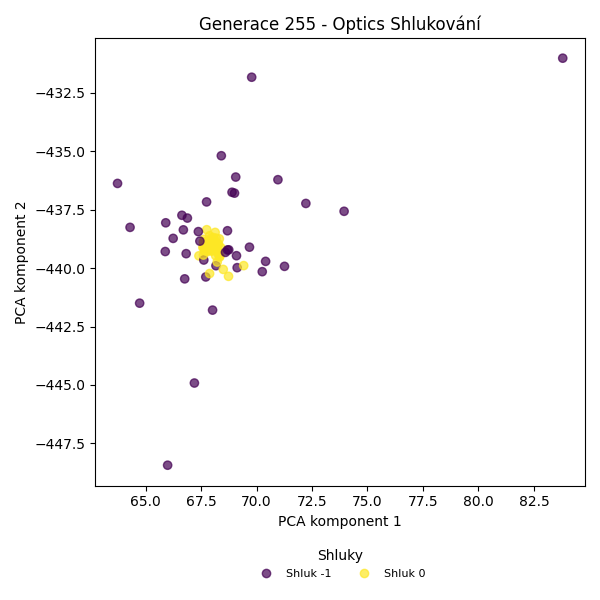 Generace 255 - Optics Shlukování
−432.5
−435.0
−437.5
−440.0
−442.5
−445.0
−447.5
PCA komponent 2
65.0 67.5 70.0 72.5 75.0 77.5 80.0 82.5
PCA komponent 1
Shluky
Shluk -1 Shluk 0